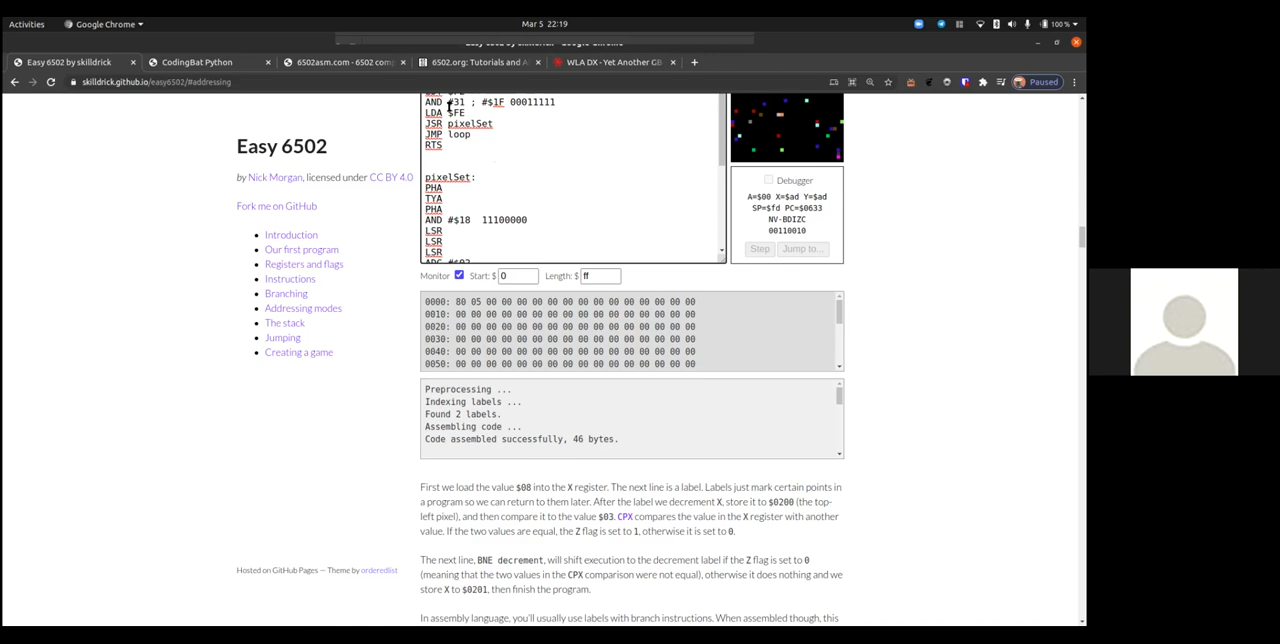 Activities
Google Chrome
Mar 5 22:19
100 %
Easy 6502 by skilldrick
CodingBat Python
6502asm.com - 6502 comp
6502.org: Tutorials and A
WLA DX - Yet Another GB
skilldrick.github.io/easy6502/#addressing
Paused
Easy 6502
by Nick Morgan, licensed under CC BY 4.0
Fork me on GitHub
Introduction
Our first program
Registers and flags
Instructions
Branching
Addressing modes
The stack
Jumping
Creating a game
Hosted on GitHub Pages — Theme by orderedlist
AND #31 ; #$1F 00011111
LDA $FE
JSR pixelSet
JMP loop
RTS
pixelSet:
PHA
TYA
PHA
AND #$18 11100000
LSR
LSR
LSR
Debugger
A=$00 X=$ad Y=$ad
SP=$fd PC=$0633
NV-BDIZC
00110010
Step
Jump to...
Monitor Start: $ 0 Length: $ ff
0000: 80 05 00 00 00 00 00 00 00 00 00 00 00 00 00 00
0010: 00 00 00 00 00 00 00 00 00 00 00 00 00 00 00 00
0020: 00 00 00 00 00 00 00 00 00 00 00 00 00 00 00 00
0030: 00 00 00 00 00 00 00 00 00 00 00 00 00 00 00 00
0040: 00 00 00 00 00 00 00 00 00 00 00 00 00 00 00 00
0050: 00 00 00 00 00 00 00 00 00 00 00 00 00 00 00 00
Preprocessing ...
Indexing labels ...
Found 2 labels.
Assembling code ...
Code assembled successfully, 46 bytes.
First we load the value $08 into the X register. The next line is a label. Labels just mark certain points in
a program so we can return to them later. After the label we decrement X, store it to $0200 (the top-
left pixel), and then compare it to the value $03. CPX compares the value in the X register with another
value. If the two values are equal, the Z flag is set to 1, otherwise it is set to 0.
The next line, BNE decrement, will shift execution to the decrement label if the Z flag is set to 0
(meaning that the two values in the CPX comparison were not equal), otherwise it does nothing and we
store X to $0201, then finish the program.
In assembly language, you'll usually use labels with branch instructions. When assembled though, this